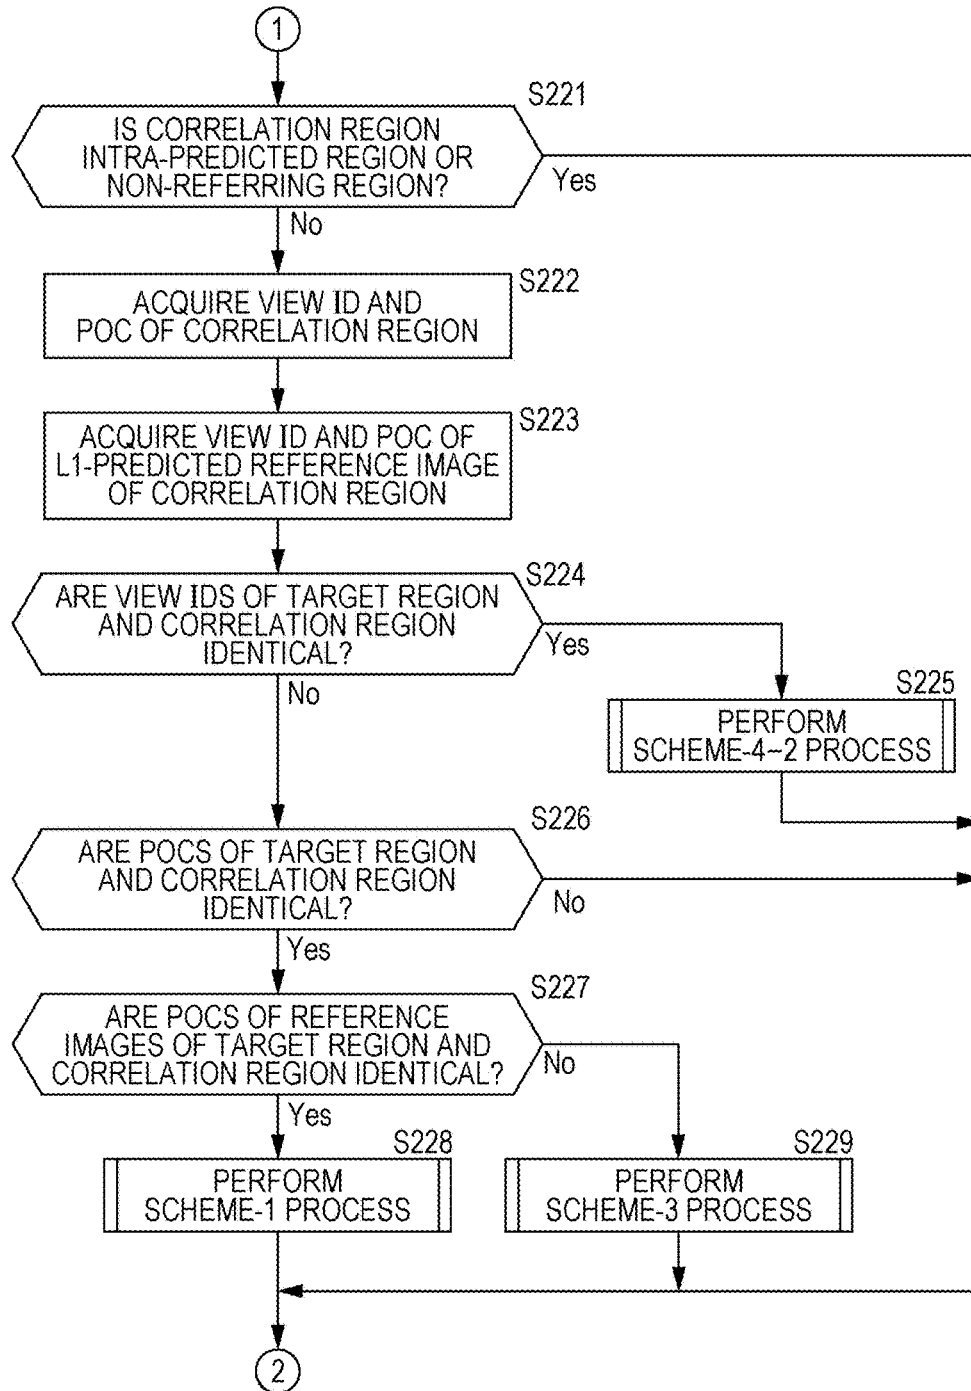 1
S221
IS CORRELATION REGION
INTRA-PREDICTED REGION OR
NON-REFERRING REGION?
Yes
No
S222
ACQUIRE VIEW ID AND
POC OF CORRELATION REGION
S223
ACQUIRE VIEW ID AND POC OF
L1-PREDICTED REFERENCE IMAGE
OF CORRELATION REGION
S224
ARE VIEW IDS OF TARGET REGION
AND CORRELATION REGION
IDENTICAL?
Yes
No
S225
PERFORM
SCHEME-4-2 PROCESS
S226
ARE POCS OF TARGET REGION
AND CORRELATION REGION
IDENTICAL?
No
Yes
S227
ARE POCS OF REFERENCE
IMAGES OF TARGET REGION AND
CORRELATION REGION IDENTICAL?
No
Yes
S228
PERFORM
SCHEME-1 PROCESS
S229
PERFORM
SCHEME-3 PROCESS
2